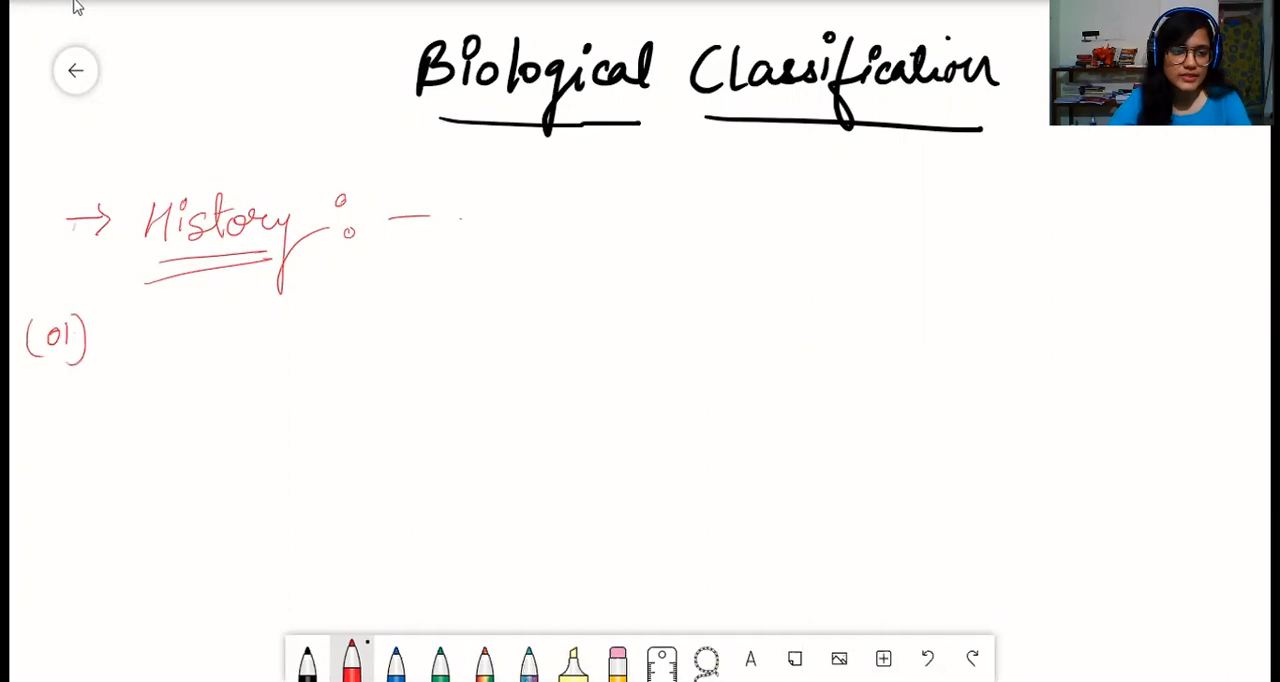 Biological Classification
→ History : —
(01)
A